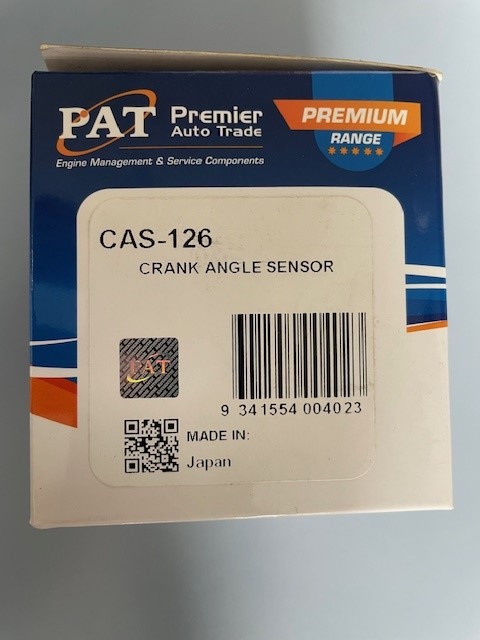 PAT Premier
Auto Trade
Engine Management & Service Components
PREMIUM
RANGE
CAS-126
CRANK ANGLE SENSOR
PAT
9 341554 004023
MADE IN:
Japan